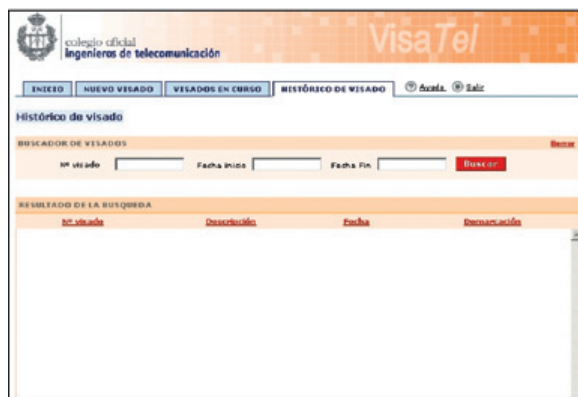 colegio oficial
ingenieros de telecomunicación
VisaTel
INICIO NUEVO VISADO VISADOS EN CURSO HISTÓRICO DE VISADO Ayuda Salir
Histórico de visado
BUSCADOR DE VISADOS Borrar
Nº visado Fecha Inicio Fecha Fin Buscar
RESULTADO DE LA BUSQUEDA
Nº visado Descripción Fecha Demarcación